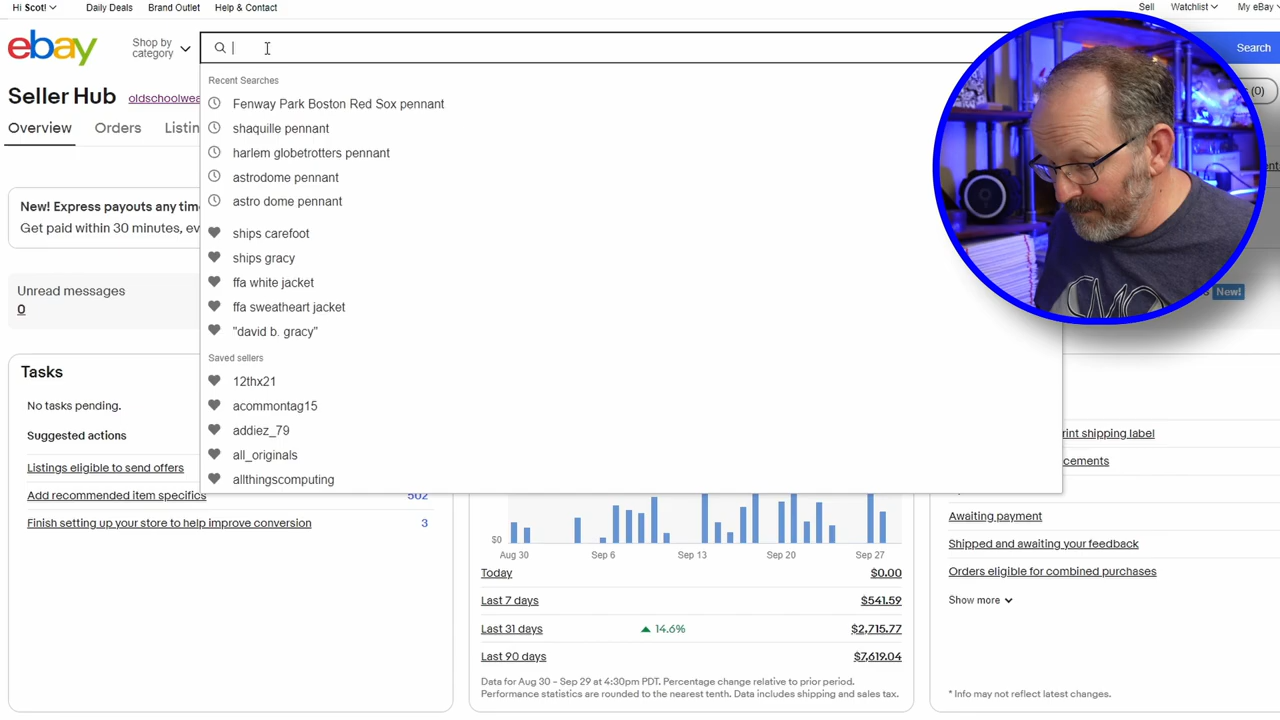 Hi Scot!
Daily Deals
Brand Outlet
Help & Contact
Sell
Watchlist
My eBay
ebay
Shop by
category
Search
Seller Hub
oldschoolwea
(0)
Overview
Orders
Listin
Recent Searches
Fenway Park Boston Red Sox pennant
shaquille pennant
harlem globetrotters pennant
astrodome pennant
astro dome pennant
ships carefoot
ships gracy
ffa white jacket
ffa sweatheart jacket
"david b. gracy"
Saved sellers
12thx21
acommontag15
addiez_79
all_originals
allthingscomputing
New! Express payouts any tim
Get paid within 30 minutes, ev
Unread messages
0
New!
Tasks
No tasks pending.
Suggested actions
Listings eligible to send offers
Add recommended item specifics
502
Finish setting up your store to help improve conversion
3
$0
Aug 30
Sep 6
Sep 13
Sep 20
Sep 27
Today
$0.00
Last 7 days
$541.59
Last 31 days
14.6%
$2,715.77
Last 90 days
$7,619.04
Data for Aug 30 - Sep 29 at 4:30pm PDT. Percentage change relative to prior period.
Performance statistics are rounded to the nearest tenth. Data includes shipping and sales tax.
rint shipping label
cements
Awaiting payment
Shipped and awaiting your feedback
Orders eligible for combined purchases
Show more
* Info may not reflect latest changes.